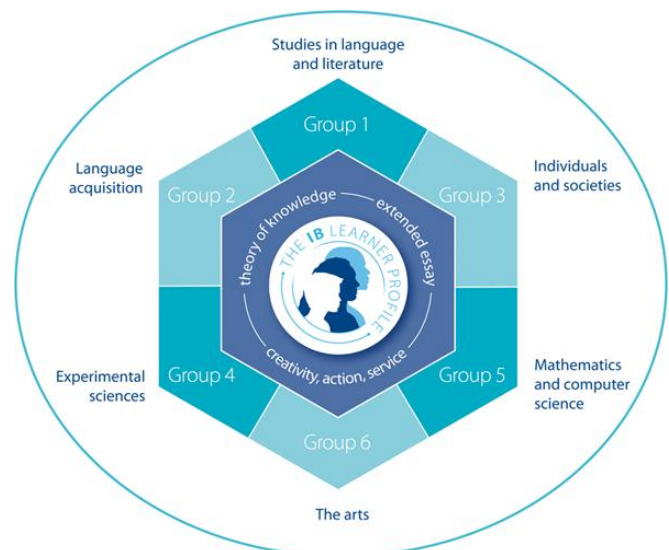 Studies in language
and literature
Group 1
Language
acquisition
Group 2
Group 3
Individuals
and societies
theory of knowledge
extended essay
THE IB LEARNER PROFILE
creativity, action, service
Experimental
sciences
Group 4
Group 5
Mathematics
and computer
science
Group 6
The arts